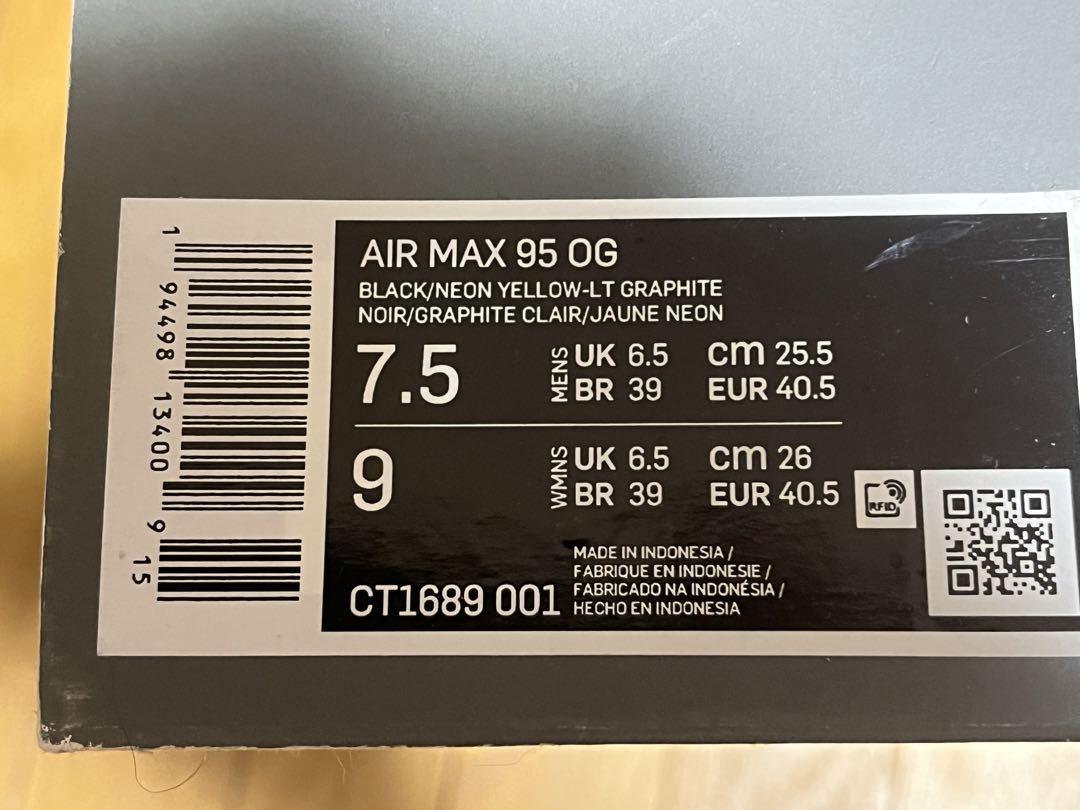 1 94498 13400 9 15
AIR MAX 95 OG
BLACK/NEON YELLOW-LT GRAPHITE
NOIR/GRAPHITE CLAIR/JAUNE NEON
7.5
MENS
UK 6.5 cm 25.5
BR 39 EUR 40.5
9
WMNS
UK 6.5 cm 26
BR 39 EUR 40.5
RFID
CT1689 001
MADE IN INDONESIA /
FABRIQUE EN INDONESIE /
FABRICADO NA INDONÉSIA /
HECHO EN INDONESIA